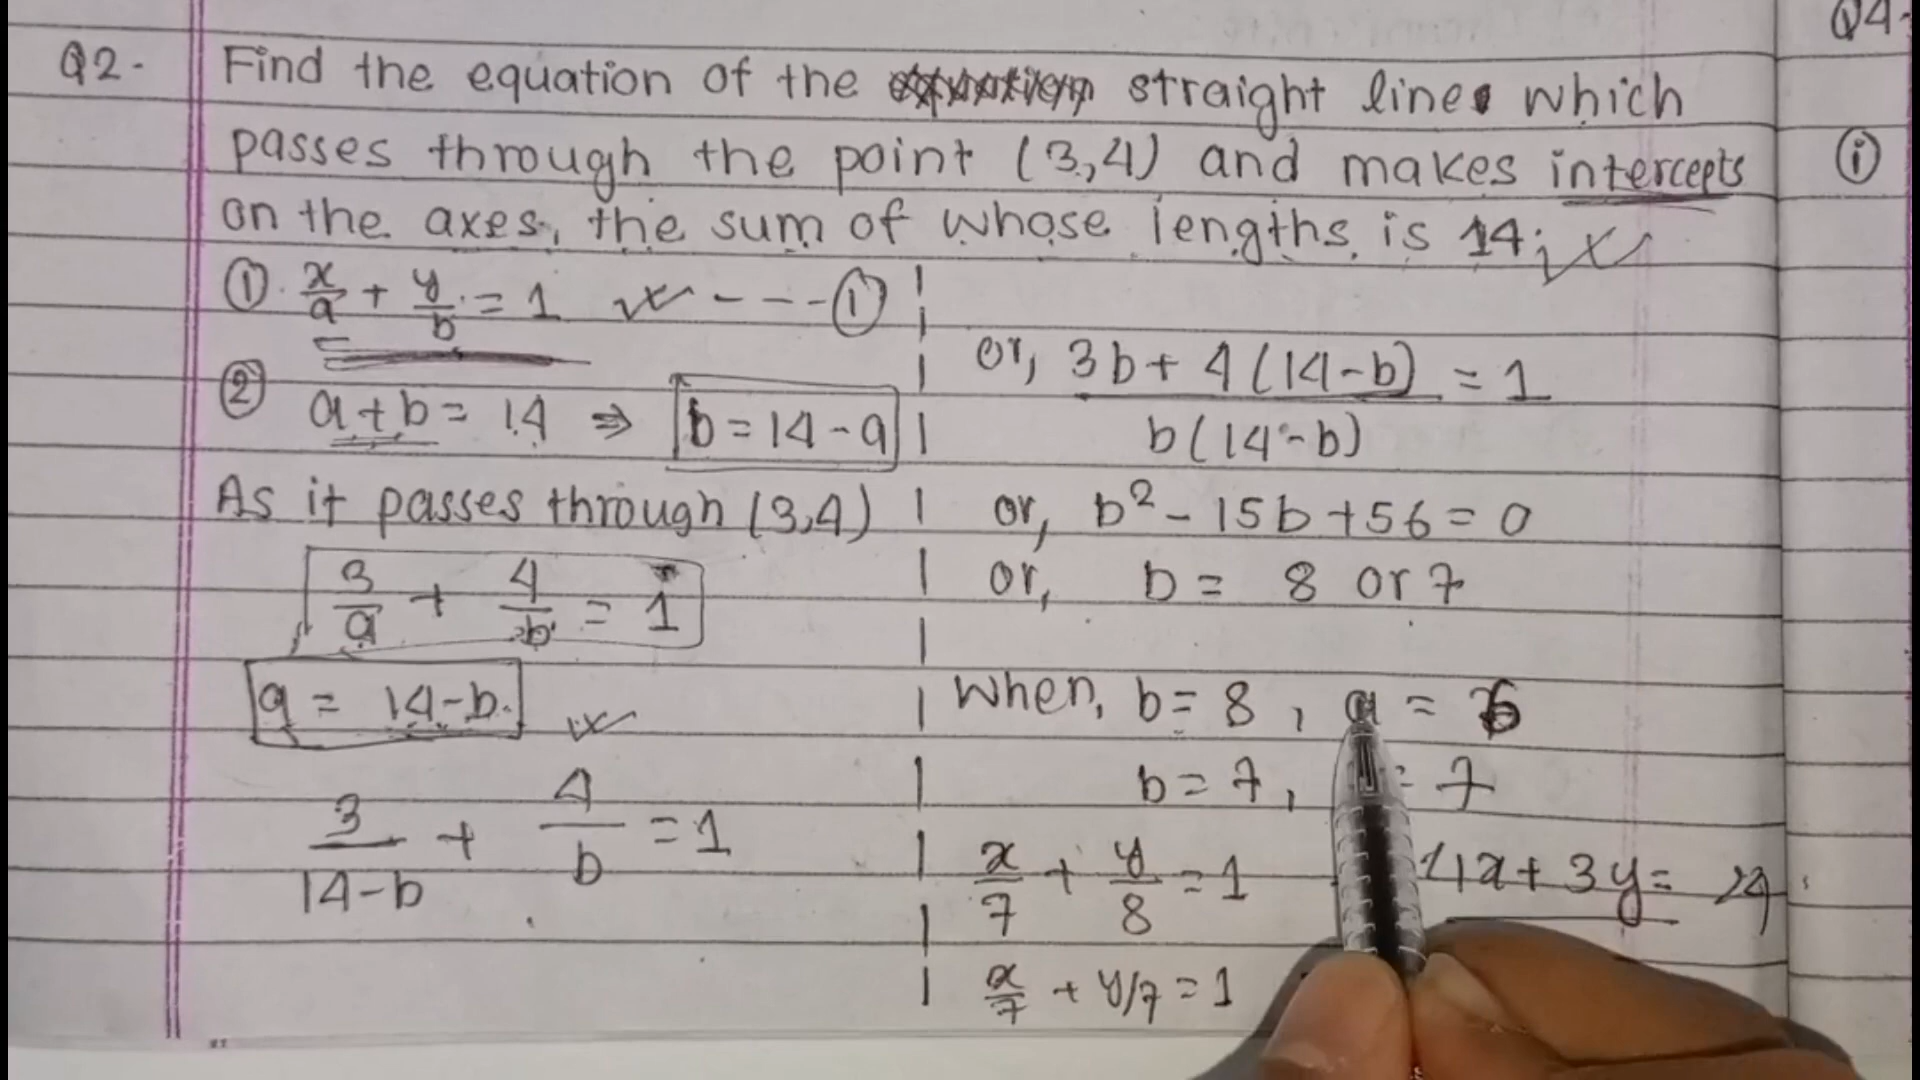 Q4.
Q2. Find the equation of the straight line which
passes through the point (3,4) and makes intercepts
on the axes, the sum of whose lengths is 14.
① x/a + y/b = 1 ---①
② a+b = 14 ⇒ b = 14-a
As it passes through (3,4)
3/a + 4/b = 1
a = 14-b.
3/14-b + 4/b = 1
or, 3b + 4(14-b)/b(14-b) = 1
or, b² - 15b + 56 = 0
or, b = 8 or 7
When, b = 8, a = 6
b = 7, = 7
x/7 + y/8 = 1 4x + 3y = 24
x/7 + y/7 = 1
①